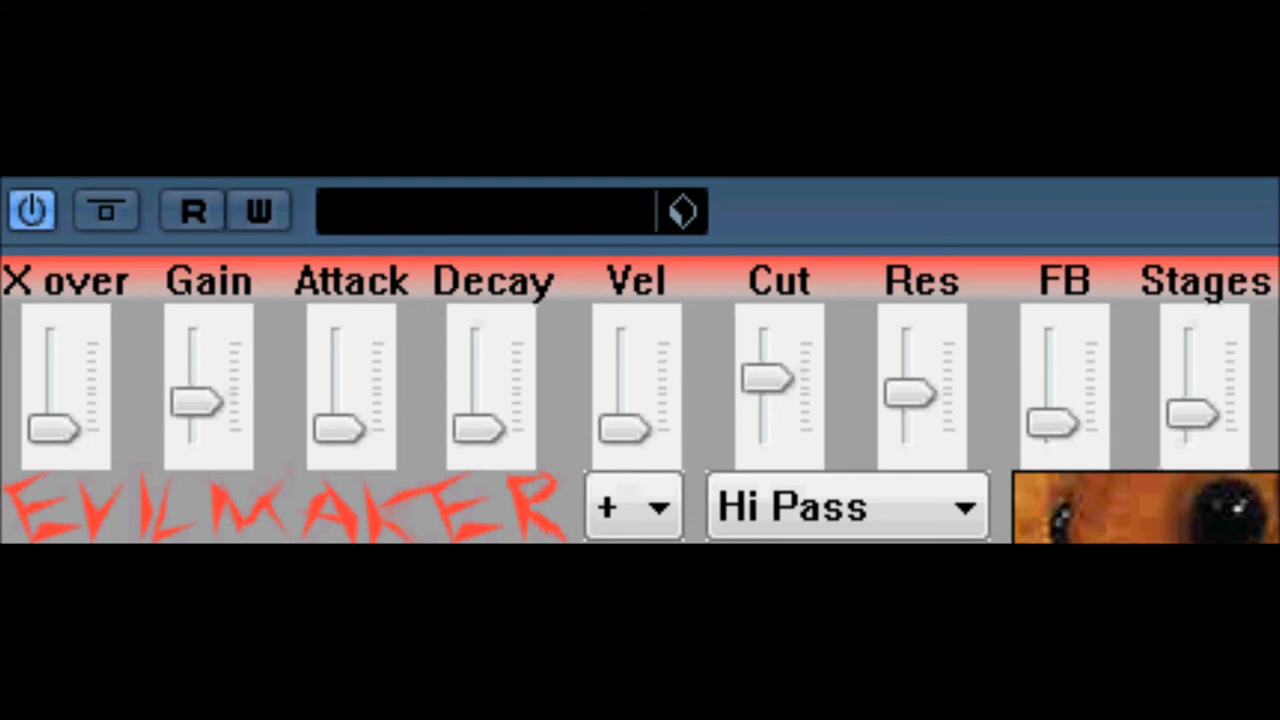 R W
X over Gain Attack Decay Vel Cut Res FB Stages
EVILMAKER + Hi Pass